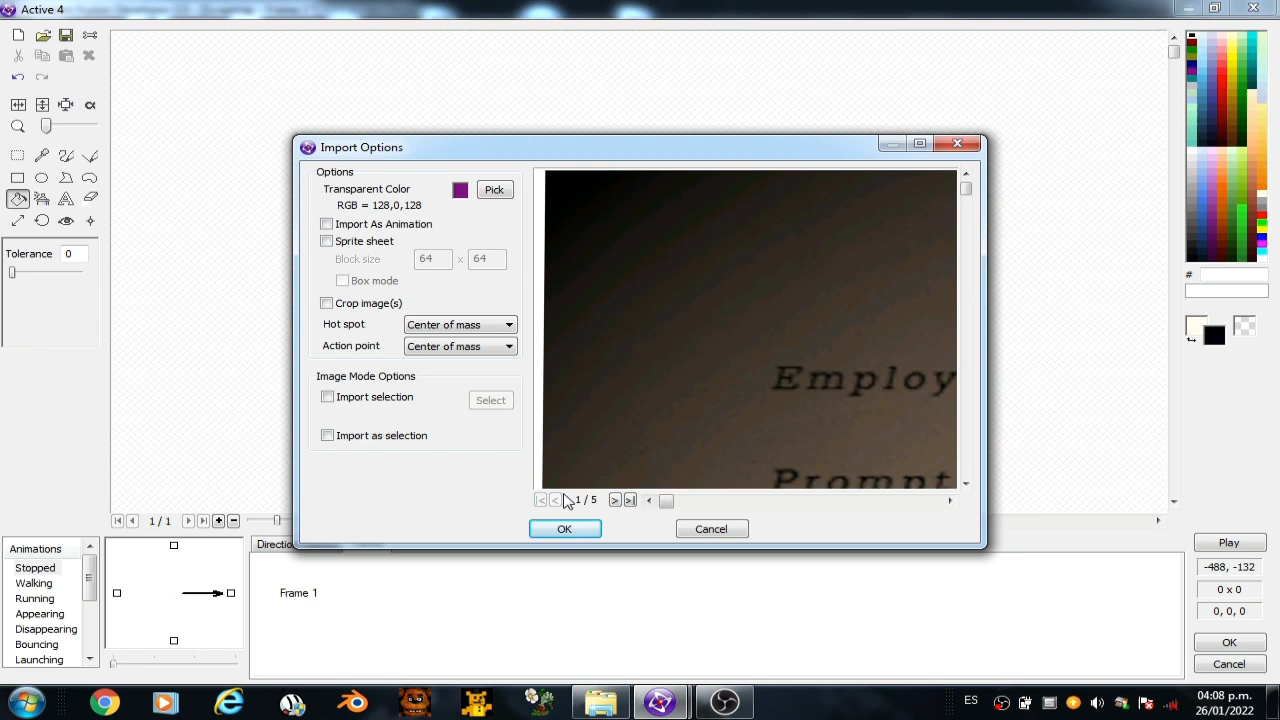 Active 4
Import Options
Options
Transparent Color
Pick
RGB = 128,0,128
Import As Animation
Sprite sheet
Block size
64
x
64
Box mode
Crop image(s)
Hot spot
Center of mass
Action point
Center of mass
Image Mode Options
Import selection
Select
Import as selection
Employ
Prompt
1 / 5
OK
Cancel
Tolerance
0
#
1 / 1
Animations
Stopped
Walking
Running
Appearing
Disappearing
Bouncing
Launching
Direction
Frame 1
Play
-488, -132
0 x 0
0, 0, 0
OK
Cancel
ES
04:08 p.m.
26/01/2022